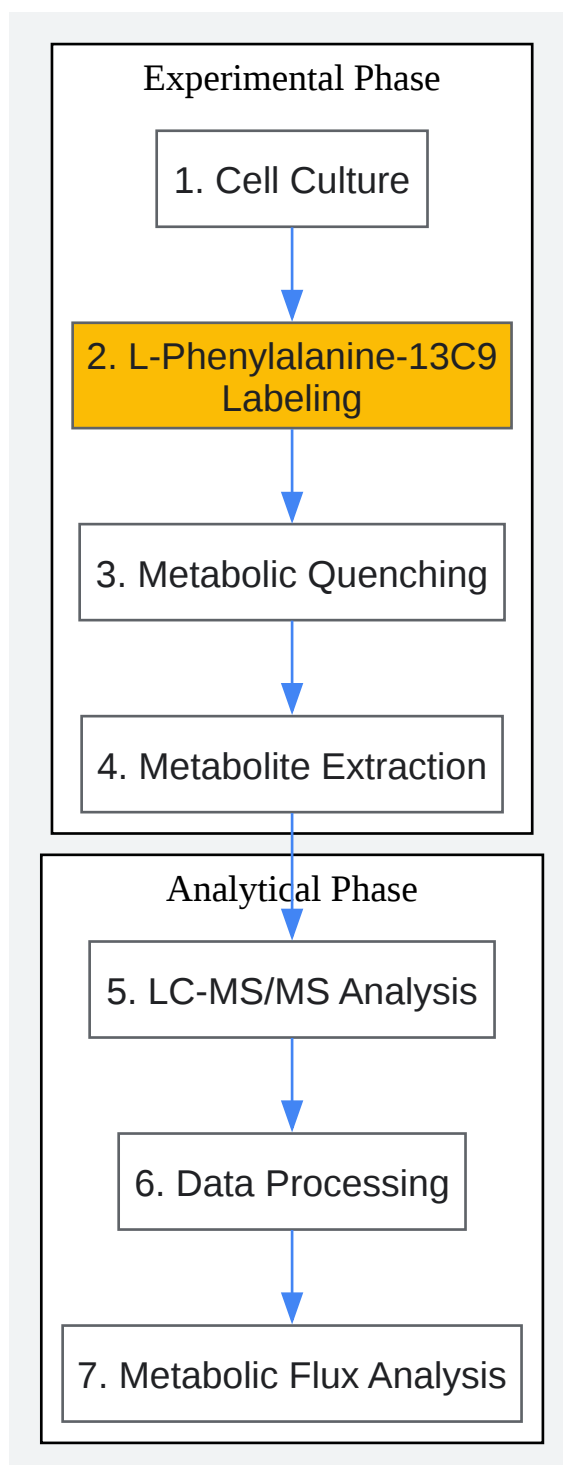 Experimental Phase
1. Cell Culture
2. L-Phenylalanine-13C9
Labeling
3. Metabolic Quenching
4. Metabolite Extraction
Analytical Phase
5. LC-MS/MS Analysis
6. Data Processing
7. Metabolic Flux Analysis